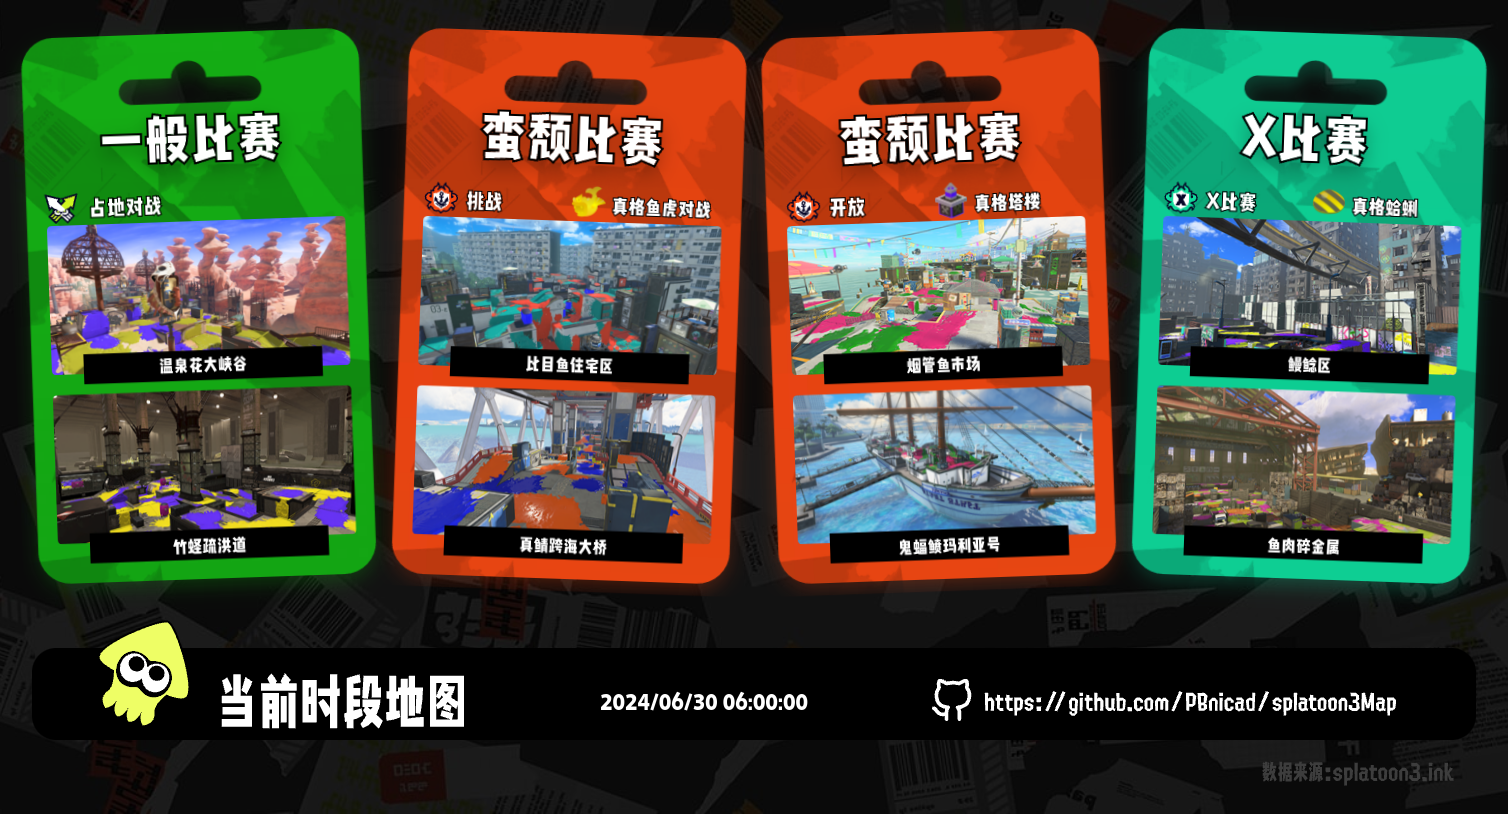 一般比赛
占地对战
温泉花大峡谷
竹蛏疏洪道
蛮颓比赛
挑战
真格鱼虎对战
比目鱼住宅区
真鲭跨海大桥
蛮颓比赛
开放
真格塔楼
烟管鱼市场
鬼蝠鲼玛利亚号
X比赛
X比赛
真格蛤蜊
鳗鲶区
鱼肉碎金属
当前时段地图
2024/06/30 06:00:00
https://github.com/PBnicad/splatoon3Map
数据来源:splatoon3.ink